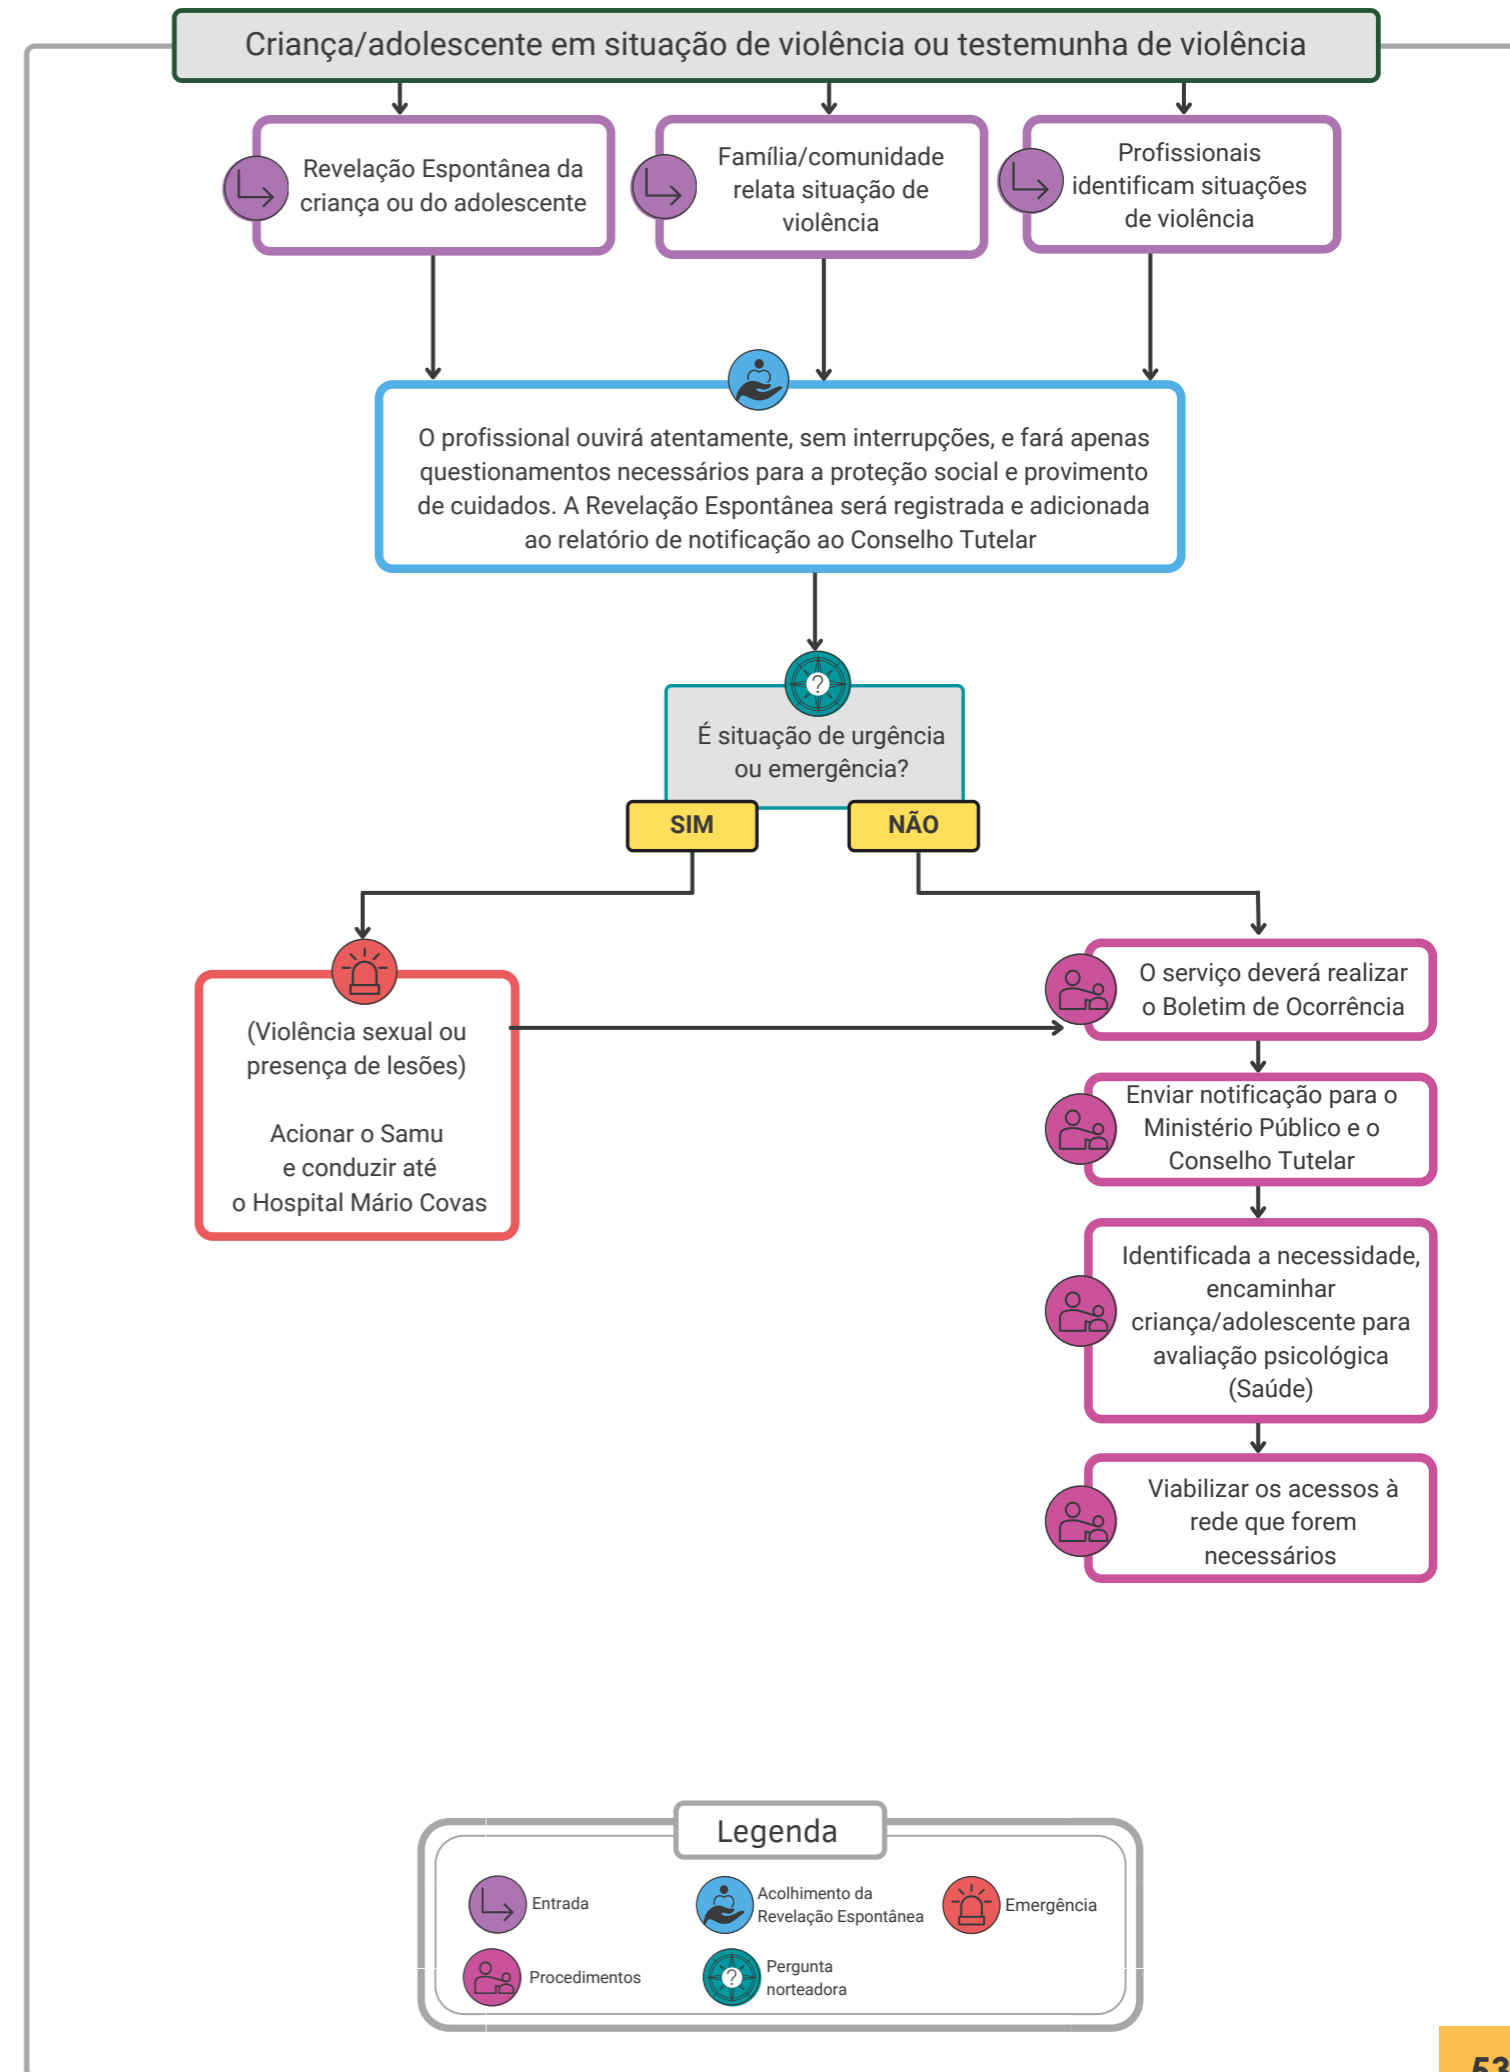 Criança/adolescente em situação de violência ou testemunha de violência
Revelação Espontânea da
criança ou do adolescente
Família/comunidade
relata situação de
violência
Profissionais
identificam situações
de violência
O profissional ouvirá atentamente, sem interrupções, e fará apenas
questionamentos necessários para a proteção social e provimento
de cuidados. A Revelação Espontânea será registrada e adicionada
ao relatório de notificação ao Conselho Tutelar
?
É situação de urgência
ou emergência?
SIM
NÃO
(Violência sexual ou
presença de lesões)
Acionar o Samu
e conduzir até
o Hospital Mário Covas
O serviço deverá realizar
o Boletim de Ocorrência
Enviar notificação para o
Ministério Público e o
Conselho Tutelar
Identificada a necessidade,
encaminhar
criança/adolescente para
avaliação psicológica
(Saúde)
Viabilizar os acessos à
rede que forem
necessários
Legenda
Entrada
Acolhimento da
Revelação Espontânea
Emergência
Procedimentos
?
Pergunta
norteadora
53